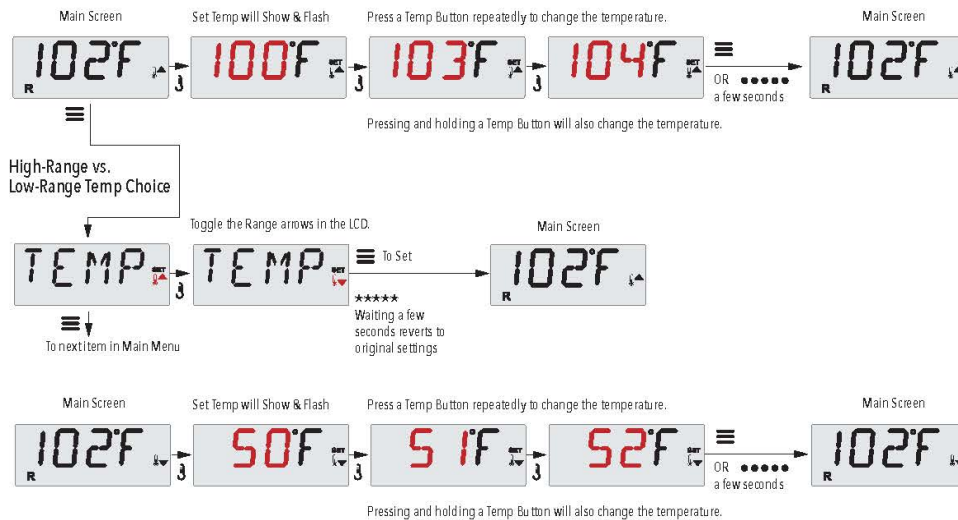 Main Screen
Set Temp will Show & Flash
Press a Temp Button repeatedly to change the temperature.
Main Screen
102°F
R
100°F
SET
103°F
SET
104°F
SET
OR
a few seconds
102°F
R
Pressing and holding a Temp Button will also change the temperature.
High-Range vs.
Low-Range Temp Choice
Toggle the Range arrows in the LCD.
Main Screen
TEMP
SET
TEMP
SET
To Set
*****
Waiting a few
seconds reverts to
original settings
102°F
R
To next item in Main Menu
Main Screen
Set Temp will Show & Flash
Press a Temp Button repeatedly to change the temperature.
Main Screen
102°F
R
50°F
SET
51°F
SET
52°F
SET
OR
a few seconds
102°F
R
Pressing and holding a Temp Button will also change the temperature.